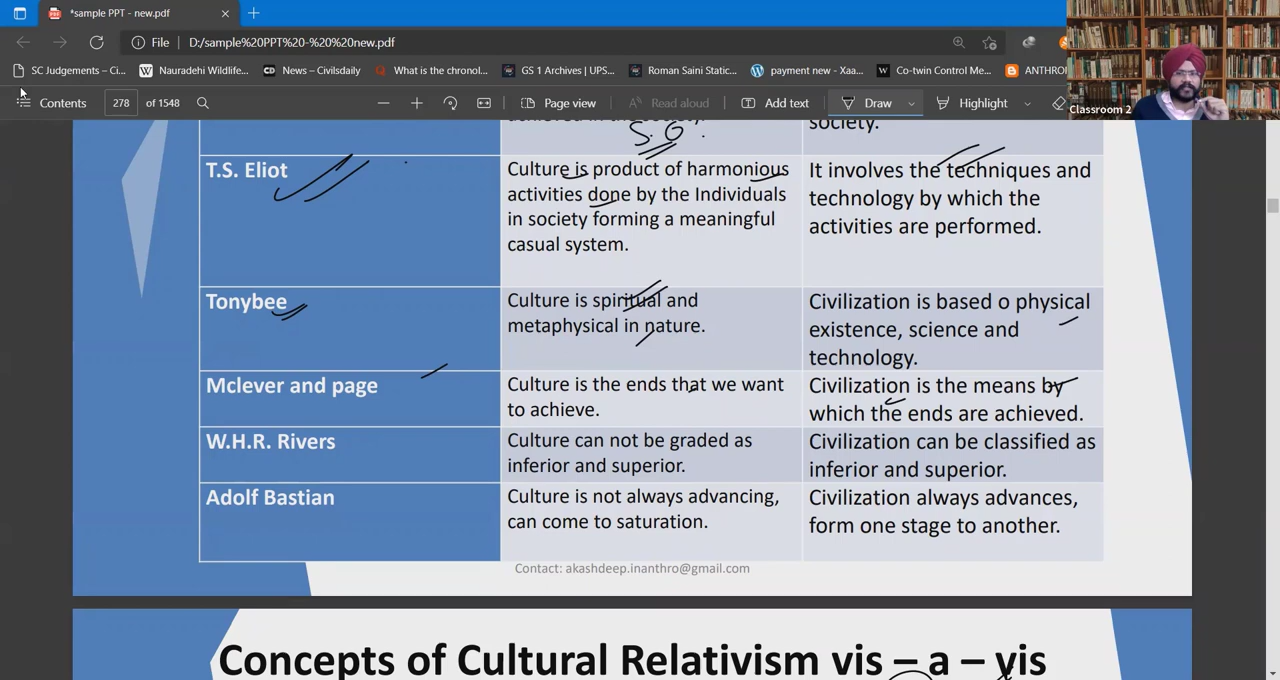 *sample PPT - new.pdf
File D:/sample%20PPT%20-%20%20new.pdf
SC Judgements – Ci...
Nauradehi Wildlife...
News – Civilsdaily
What is the chronol...
GS 1 Archives | UPS...
Roman Saini Static...
payment new - Xaa...
Co-twin Control Me...
ANTHRO
Contents 278 of 1548
Page view
Read aloud
Add text
Draw
Highlight
Classroom 2
S. G.
society.
T.S. Eliot
Culture is product of harmonious
activities done by the Individuals
in society forming a meaningful
casual system.
It involves the techniques and
technology by which the
activities are performed.
Tonybee
Culture is spiritual and
metaphysical in nature.
Civilization is based o physical
existence, science and
technology.
Mclever and page
Culture is the ends that we want
to achieve.
Civilization is the means by
which the ends are achieved.
W.H.R. Rivers
Culture can not be graded as
inferior and superior.
Civilization can be classified as
inferior and superior.
Adolf Bastian
Culture is not always advancing,
can come to saturation.
Civilization always advances,
form one stage to another.
Contact: akashdeep.inanthro@gmail.com
Concepts of Cultural Relativism vis – a – vis